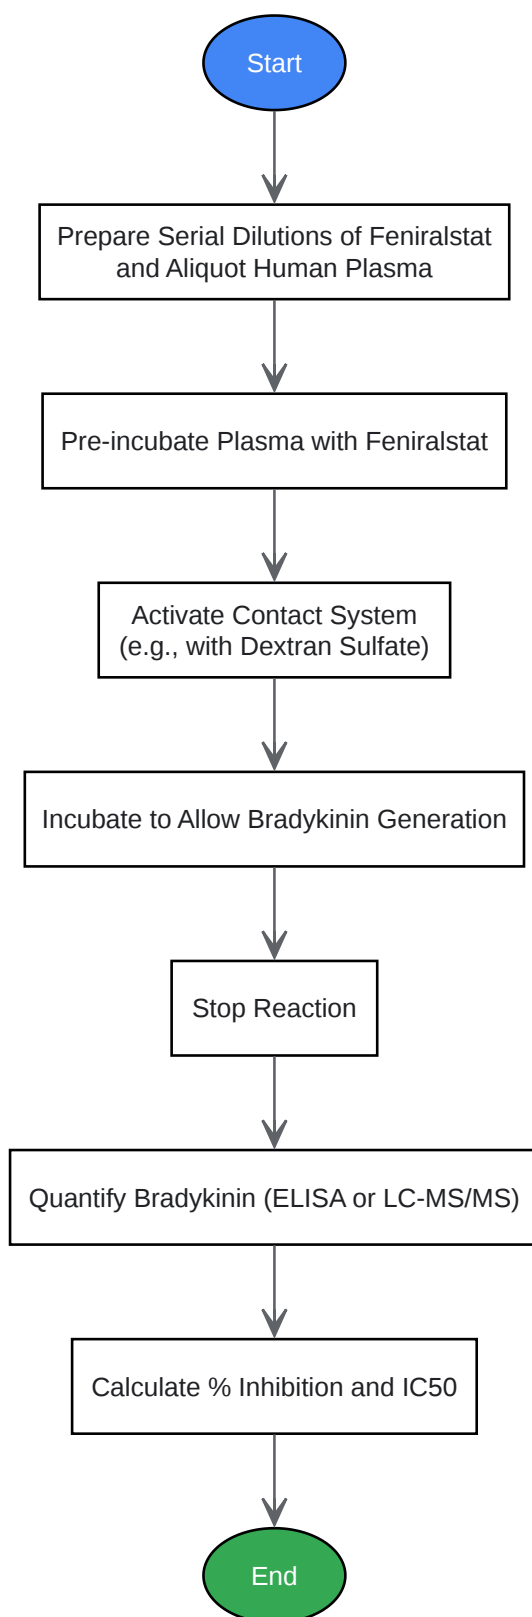 Start
Prepare Serial Dilutions of Feniralstat
and Aliquot Human Plasma
Pre-incubate Plasma with Feniralstat
Activate Contact System
(e.g., with Dextran Sulfate)
Incubate to Allow Bradykinin Generation
Stop Reaction
Quantify Bradykinin (ELISA or LC-MS/MS)
Calculate % Inhibition and IC50
End